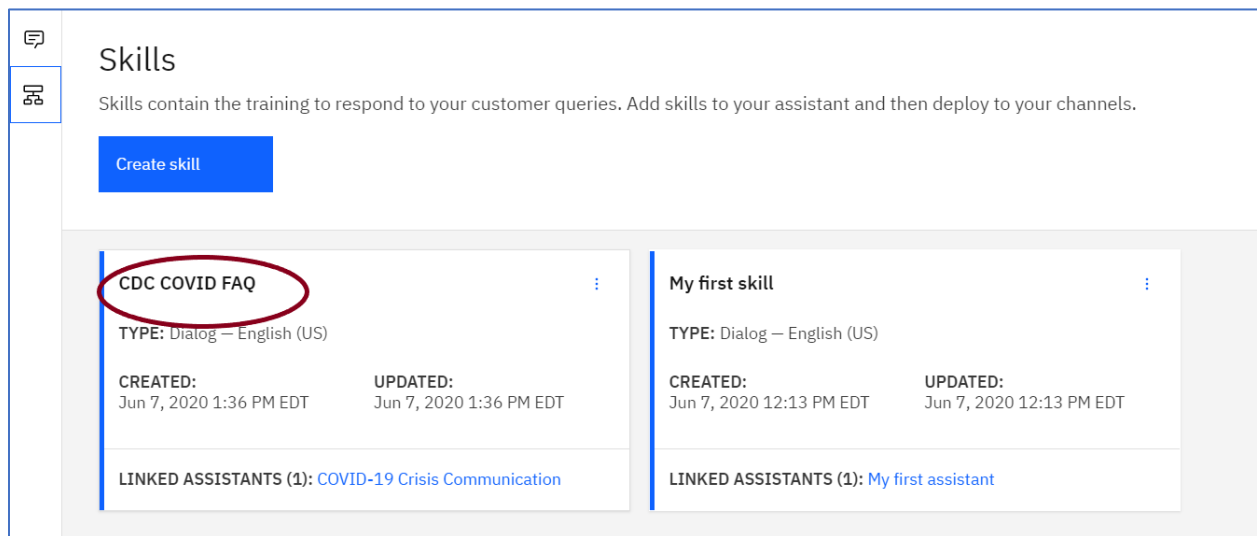 Skills
Skills contain the training to respond to your customer queries. Add skills to your assistant and then deploy to your channels.
Create skill
CDC COVID FAQ
TYPE: Dialog — English (US)
CREATED:
Jun 7, 2020 1:36 PM EDT
UPDATED:
Jun 7, 2020 1:36 PM EDT
LINKED ASSISTANTS (1): COVID-19 Crisis Communication
My first skill
TYPE: Dialog — English (US)
CREATED:
Jun 7, 2020 12:13 PM EDT
UPDATED:
Jun 7, 2020 12:13 PM EDT
LINKED ASSISTANTS (1): My first assistant